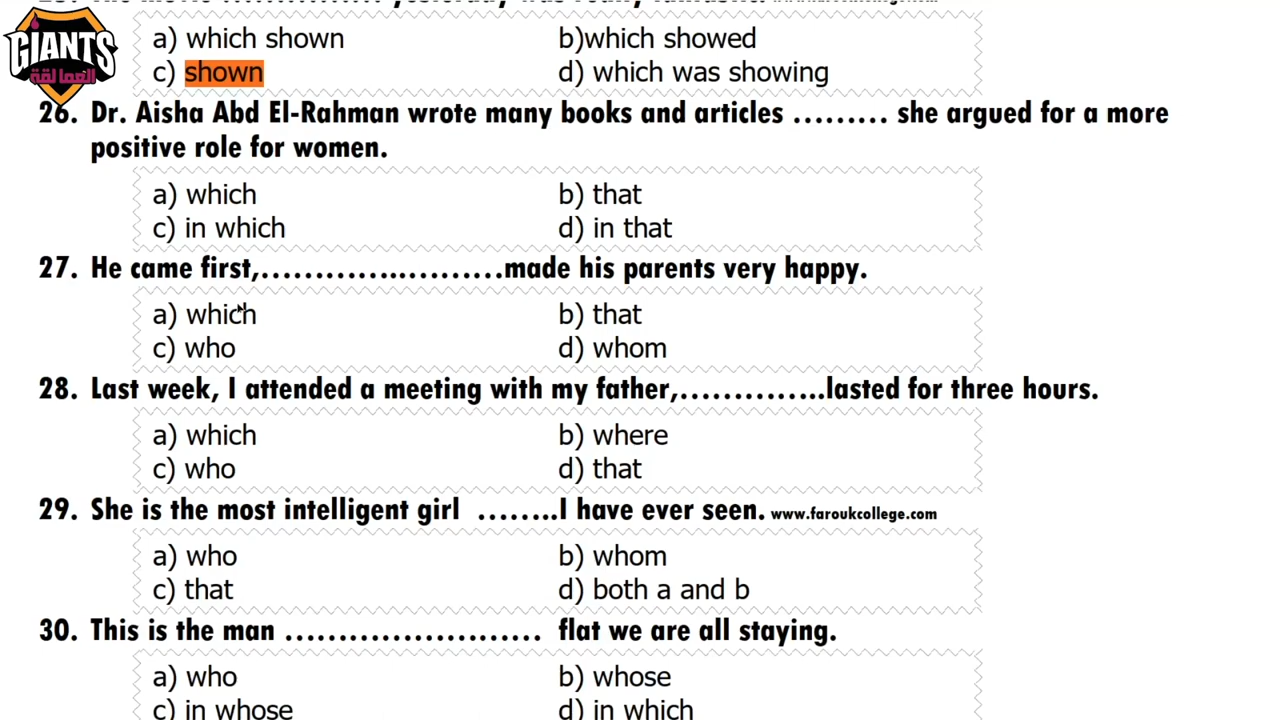 GIANTS
العمالقة
a) which shown b)which showed
c) shown d) which was showing
26. Dr. Aisha Abd El-Rahman wrote many books and articles ……… she argued for a more
positive role for women.
a) which b) that
c) in which d) in that
27. He came first,…………..………made his parents very happy.
a) which b) that
c) who d) whom
28. Last week, I attended a meeting with my father,…………..lasted for three hours.
a) which b) where
c) who d) that
29. She is the most intelligent girl ……..I have ever seen. www.faroukcollege.com
a) who b) whom
c) that d) both a and b
30. This is the man …………………… flat we are all staying.
a) who b) whose
c) in whose d) in which